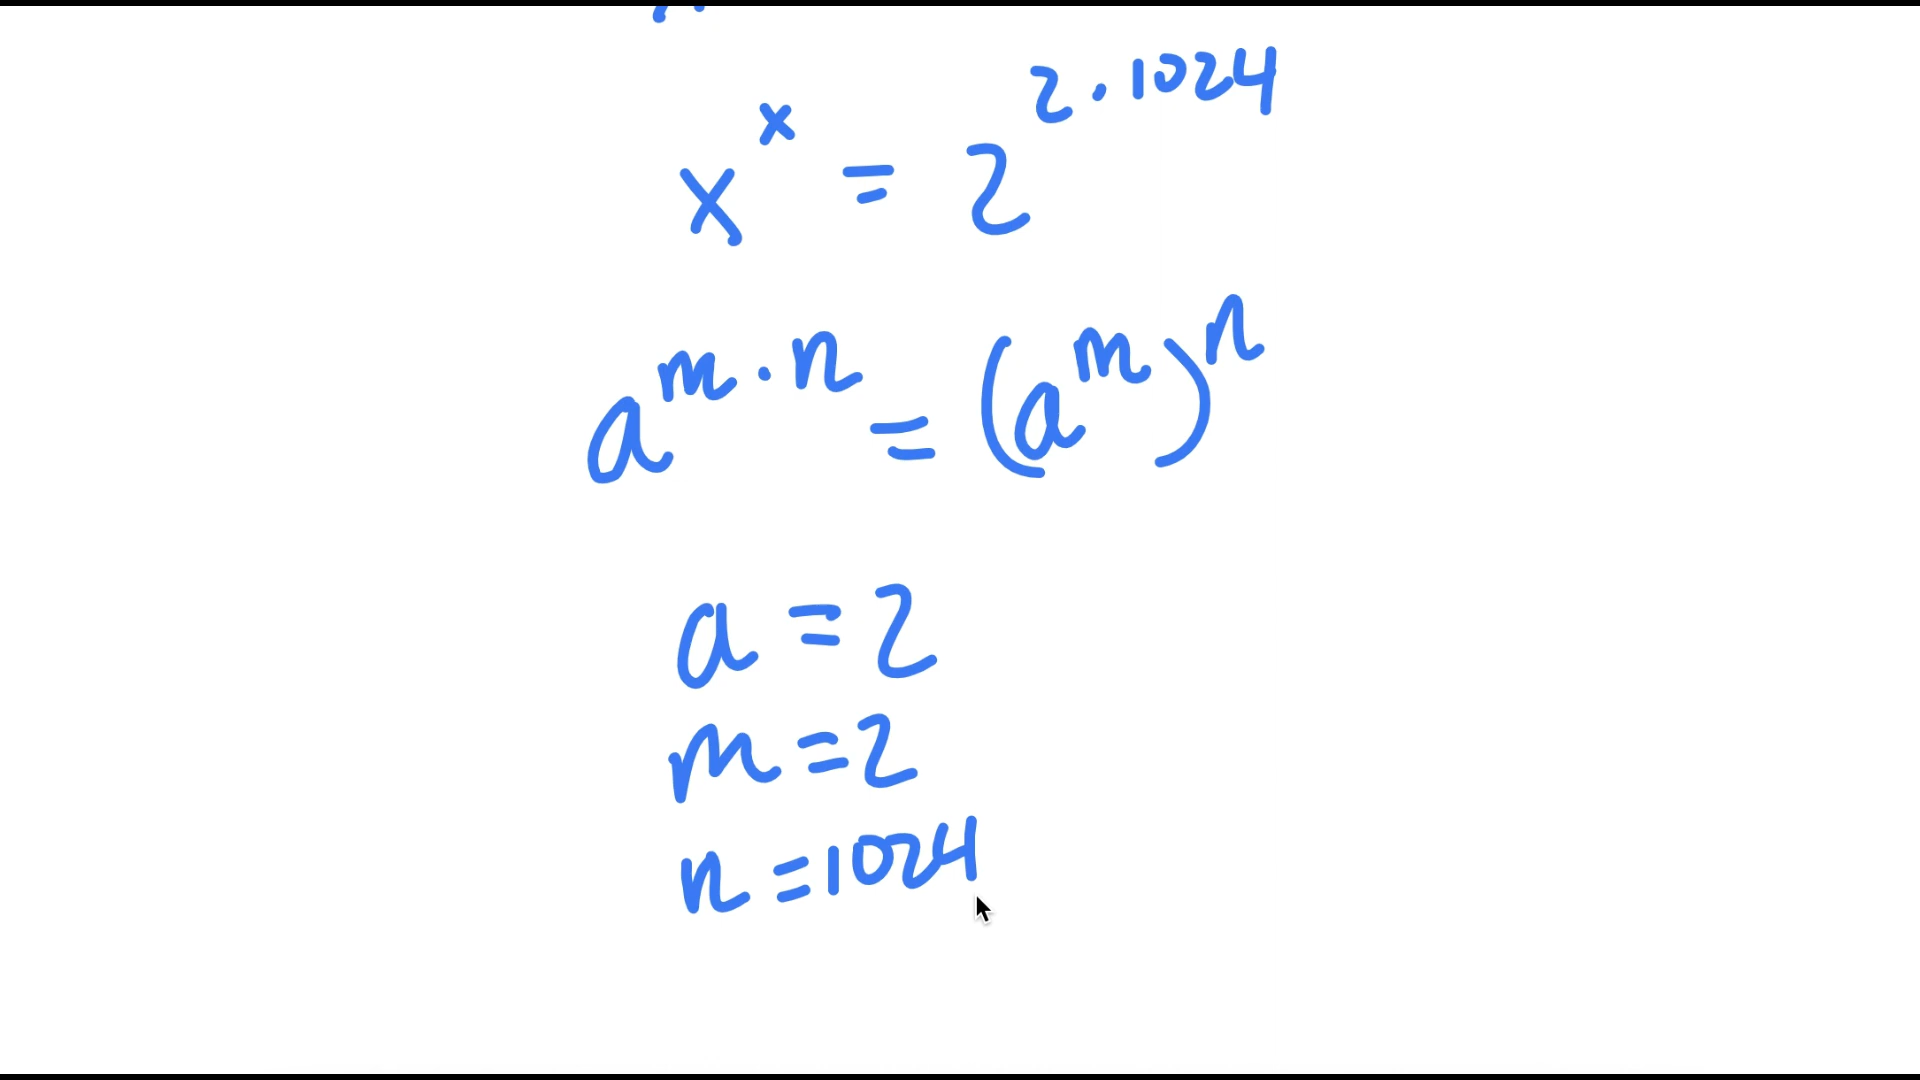 x^x = 2^{2·1024}
a^{m·n} = (a^m)^n
a = 2
m = 2
n = 1024